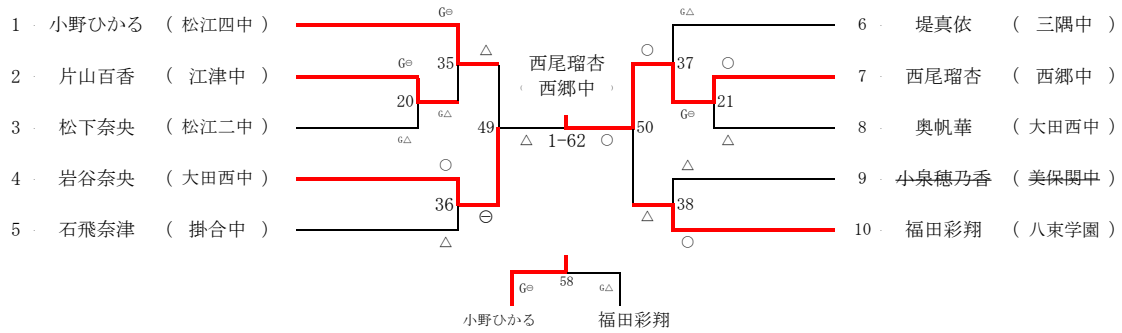 1 小野ひかる ( 松江四中 )
2 片山百香 ( 江津中 )
3 松下奈央 ( 松江二中 )
4 岩谷奈央 ( 大田西中 )
5 石飛奈津 ( 掛合中 )
G⊖
35
G⊖
20
G△
G△
△
49
○
36
△
⊖
西尾瑠杏
( 西郷中 )
△ 1-62 ○
○
50
△
G△
37
G⊖
○
21
△
△
38
○
6 堤真依 ( 三隅中 )
7 西尾瑠杏 ( 西郷中 )
8 奥帆華 ( 大田西中 )
9 小泉穂乃香 ( 美保関中 )
10 福田彩翔 ( 八束学園 )
G⊖ 58 G△
小野ひかる 福田彩翔